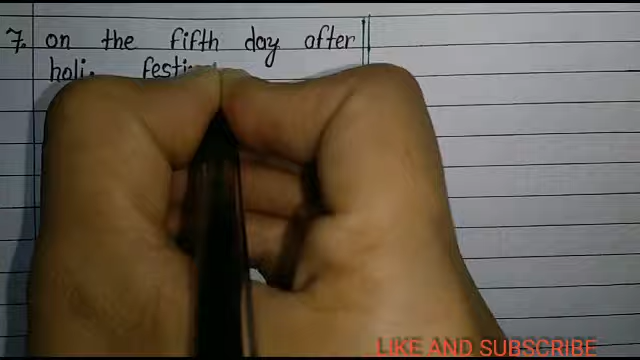 7. on the fifth day after
holi festi
LIKE AND SUBSCRIBE